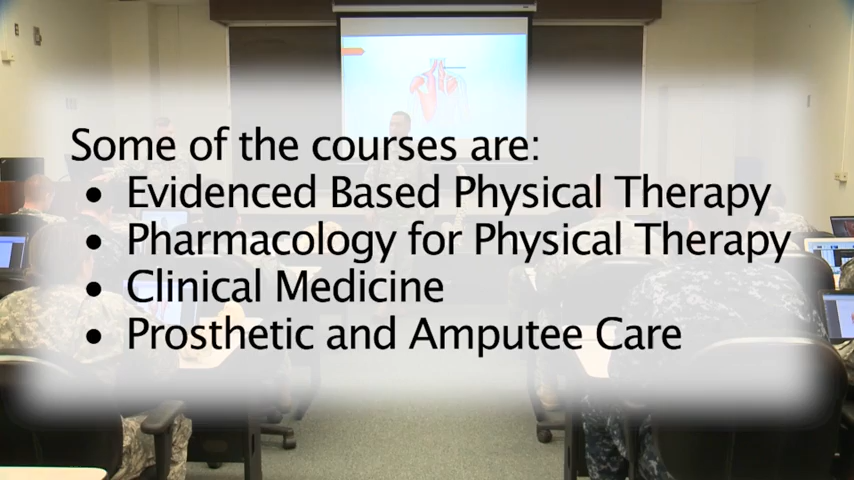 Some of the courses are:
• Evidenced Based Physical Therapy
• Pharmacology for Physical Therapy
• Clinical Medicine
• Prosthetic and Amputee Care